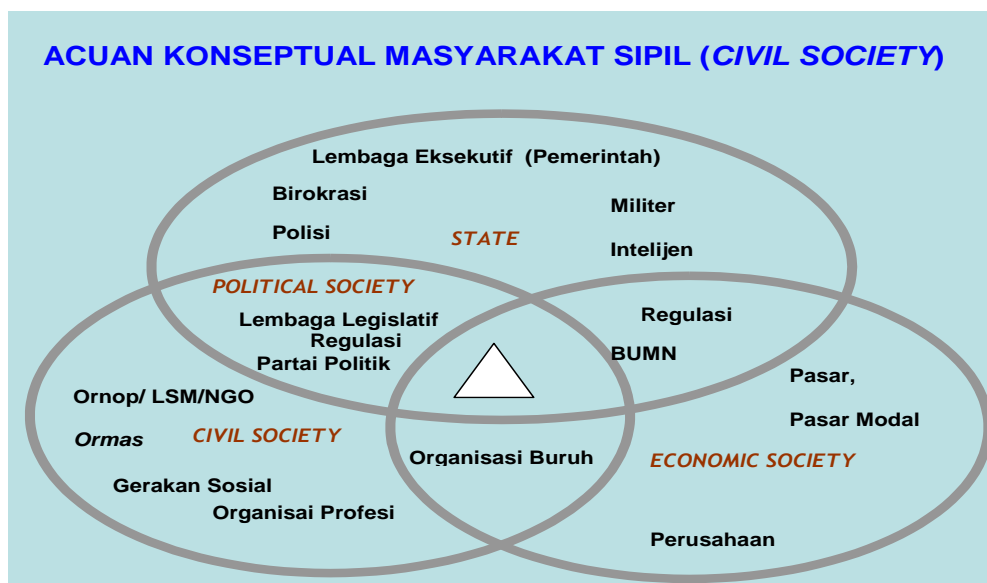 ACUAN KONSEPTUAL MASYARAKAT SIPIL (CIVIL SOCIETY)
Lembaga Eksekutif (Pemerintah)
Birokrasi
Militer
Polisi
STATE
Intelijen
POLITICAL SOCIETY
Lembaga Legislatif
Regulasi
Partai Politik
Regulasi
BUMN
Pasar,
Pasar Modal
Ornop/ LSM/NGO
Ormas
CIVIL SOCIETY
Gerakan Sosial
Organisai Profesi
Organisasi Buruh
ECONOMIC SOCIETY
Perusahaan